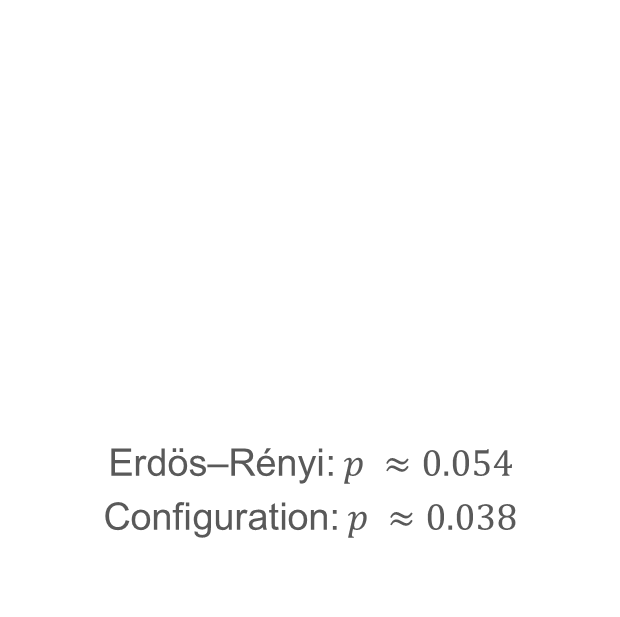 Erdös–Rényi: p ≈ 0.054
Configuration: p ≈ 0.038